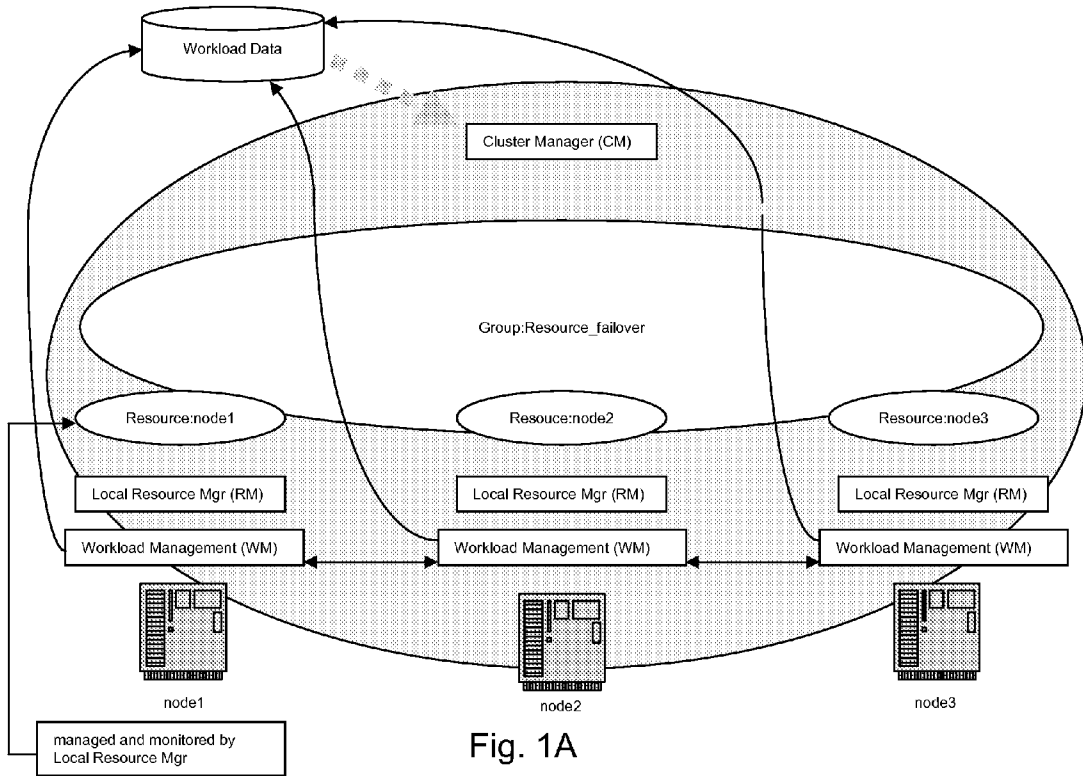 Workload Data
Cluster Manager (CM)
Group:Resource_failover
Resource:node1
Resouce:node2
Resource:node3
Local Resource Mgr (RM)
Local Resource Mgr (RM)
Local Resource Mgr (RM)
Workload Management (WM)
Workload Management (WM)
Workload Management (WM)
node1
node2
node3
managed and monitored by
Local Resource Mgr
Fig. 1A